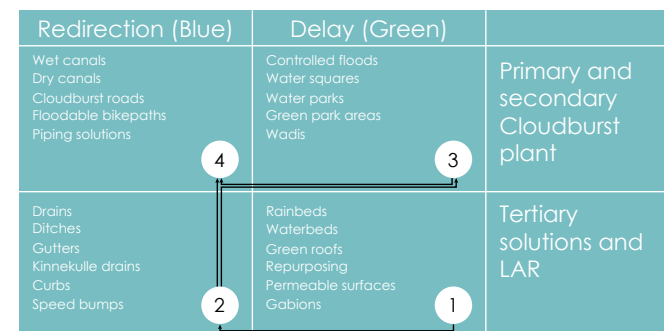 Redirection (Blue)
Delay (Green)
Wet canals
Dry canals
Cloudburst roads
Floodable bikepaths
Piping solutions
4
Controlled floods
Water squares
Water parks
Green park areas
Wadis
3
Primary and
secondary
Cloudburst
plant
Drains
Ditches
Gutters
Kinnekulle drains
Curbs
Speed bumps
2
Rainbeds
Waterbeds
Green roofs
Repurposing
Permeable surfaces
Gabions
1
Tertiary
solutions and
LAR